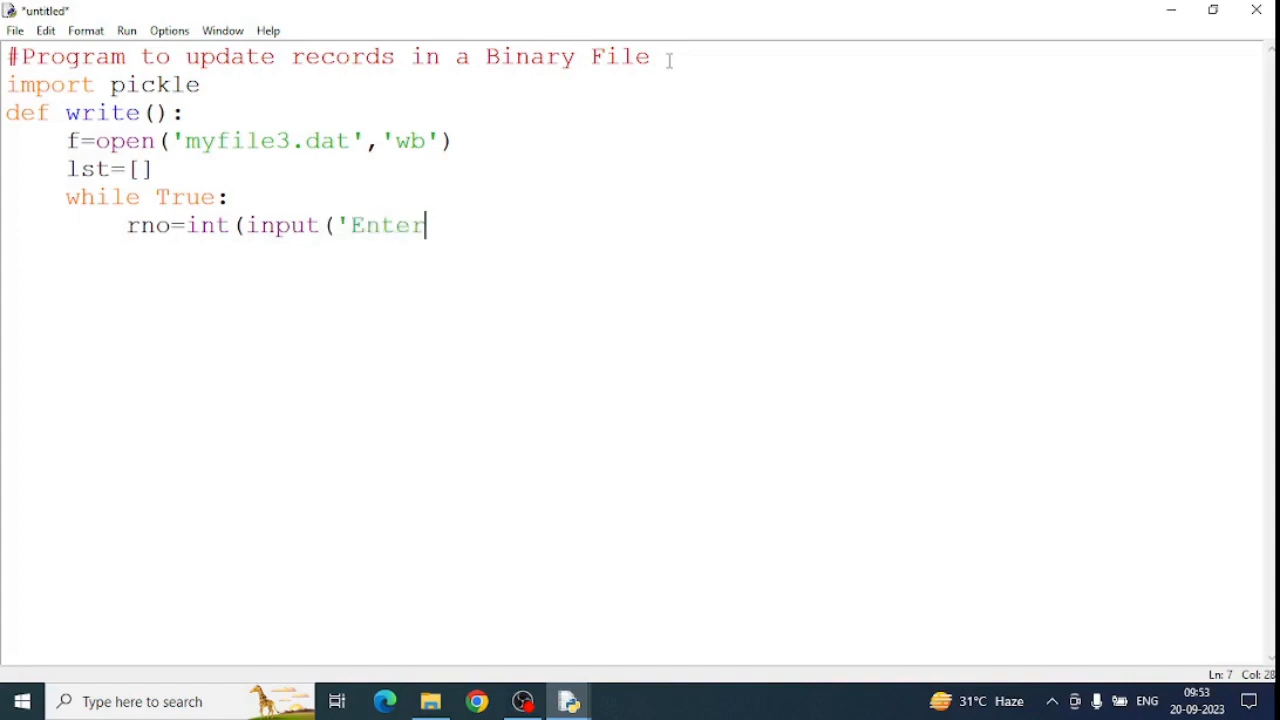 *untitled*
File Edit Format Run Options Window Help
#Program to update records in a Binary File
import pickle
def write():
    f=open('myfile3.dat','wb')
    lst=[]
    while True:
        rno=int(input('Enter
Ln: 7 Col: 28
Type here to search
31°C Haze
ENG
09:53
20-09-2023